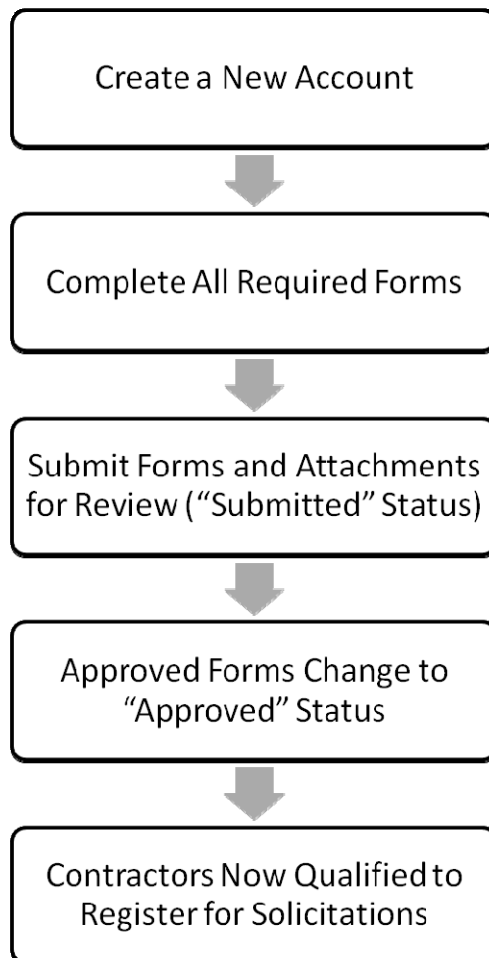 Create a New Account
Complete All Required Forms
Submit Forms and Attachments
for Review (“Submitted” Status)
Approved Forms Change to
“Approved” Status
Contractors Now Qualified to
Register for Solicitations